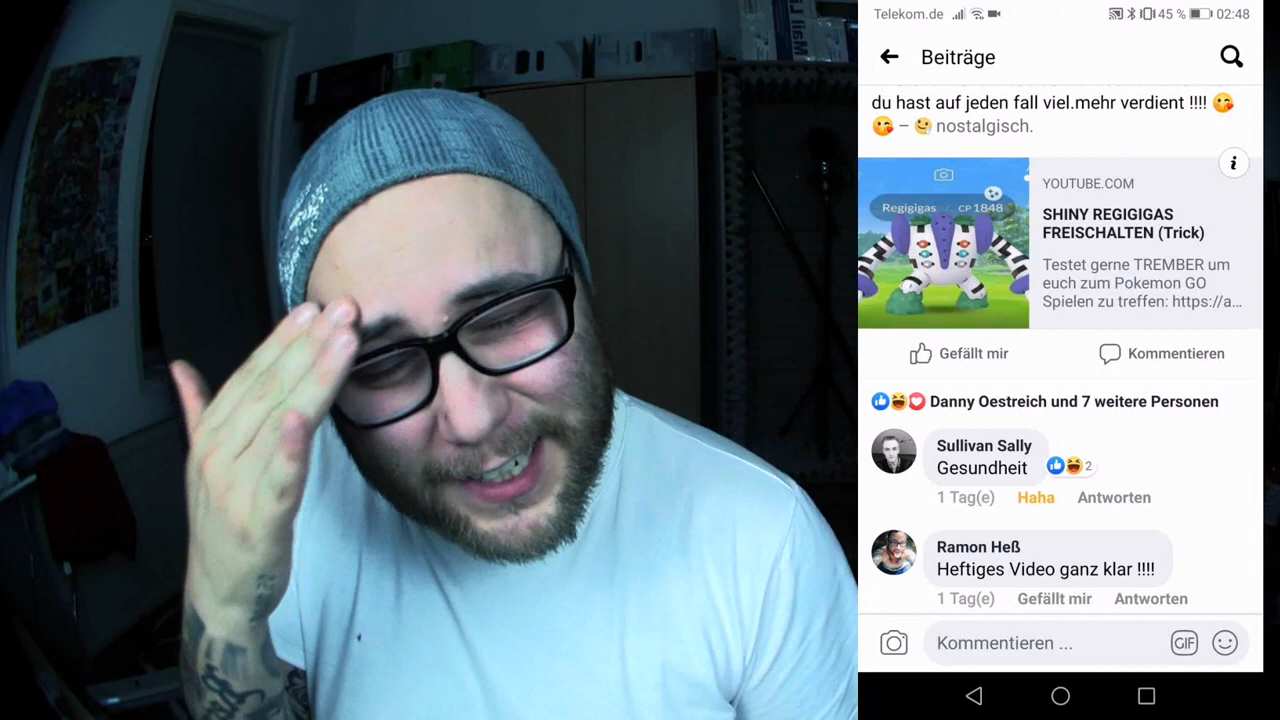 Telekom.de
45 %
02:48
Beiträge
du hast auf jeden fall viel.mehr verdient !!!! 😘
😘 – 🥲 nostalgisch.
Regigigas / CP1848
YOUTUBE.COM
SHINY REGIGIGAS
FREISCHALTEN (Trick)
Testet gerne TREMBER um
euch zum Pokemon GO
Spielen zu treffen: https://a...
Gefällt mir
Kommentieren
Danny Oestreich und 7 weitere Personen
Sullivan Sally
Gesundheit
2
1 Tag(e) Haha Antworten
Ramon Heß
Heftiges Video ganz klar !!!!
1 Tag(e) Gefällt mir Antworten
Kommentieren ...
GIF